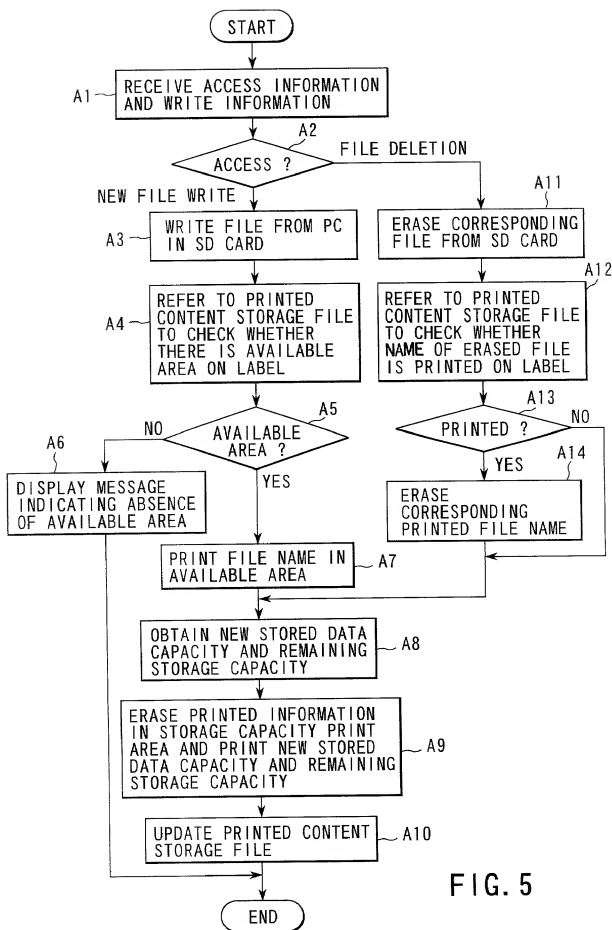 START
A1
RECEIVE ACCESS INFORMATION
AND WRITE INFORMATION
A2
ACCESS ?
FILE DELETION
NEW FILE WRITE
A3
WRITE FILE FROM PC
IN SD CARD
A11
ERASE CORRESPONDING
FILE FROM SD CARD
A4
REFER TO PRINTED
CONTENT STORAGE FILE
TO CHECK WHETHER
THERE IS AVAILABLE
AREA ON LABEL
A12
REFER TO PRINTED
CONTENT STORAGE FILE
TO CHECK WHETHER
NAME OF ERASED FILE
IS PRINTED ON LABEL
A5
AVAILABLE
AREA ?
NO
YES
A13
PRINTED ?
NO
YES
A6
DISPLAY MESSAGE
INDICATING ABSENCE
OF AVAILABLE AREA
A14
ERASE
CORRESPONDING
PRINTED FILE NAME
PRINT FILE NAME IN
AVAILABLE AREA
A7
OBTAIN NEW STORED DATA
CAPACITY AND REMAINING
STORAGE CAPACITY
A8
ERASE PRINTED INFORMATION
IN STORAGE CAPACITY PRINT
AREA AND PRINT NEW STORED
DATA CAPACITY AND REMAINING
STORAGE CAPACITY
A9
UPDATE PRINTED CONTENT
STORAGE FILE
A10
END
FIG. 5